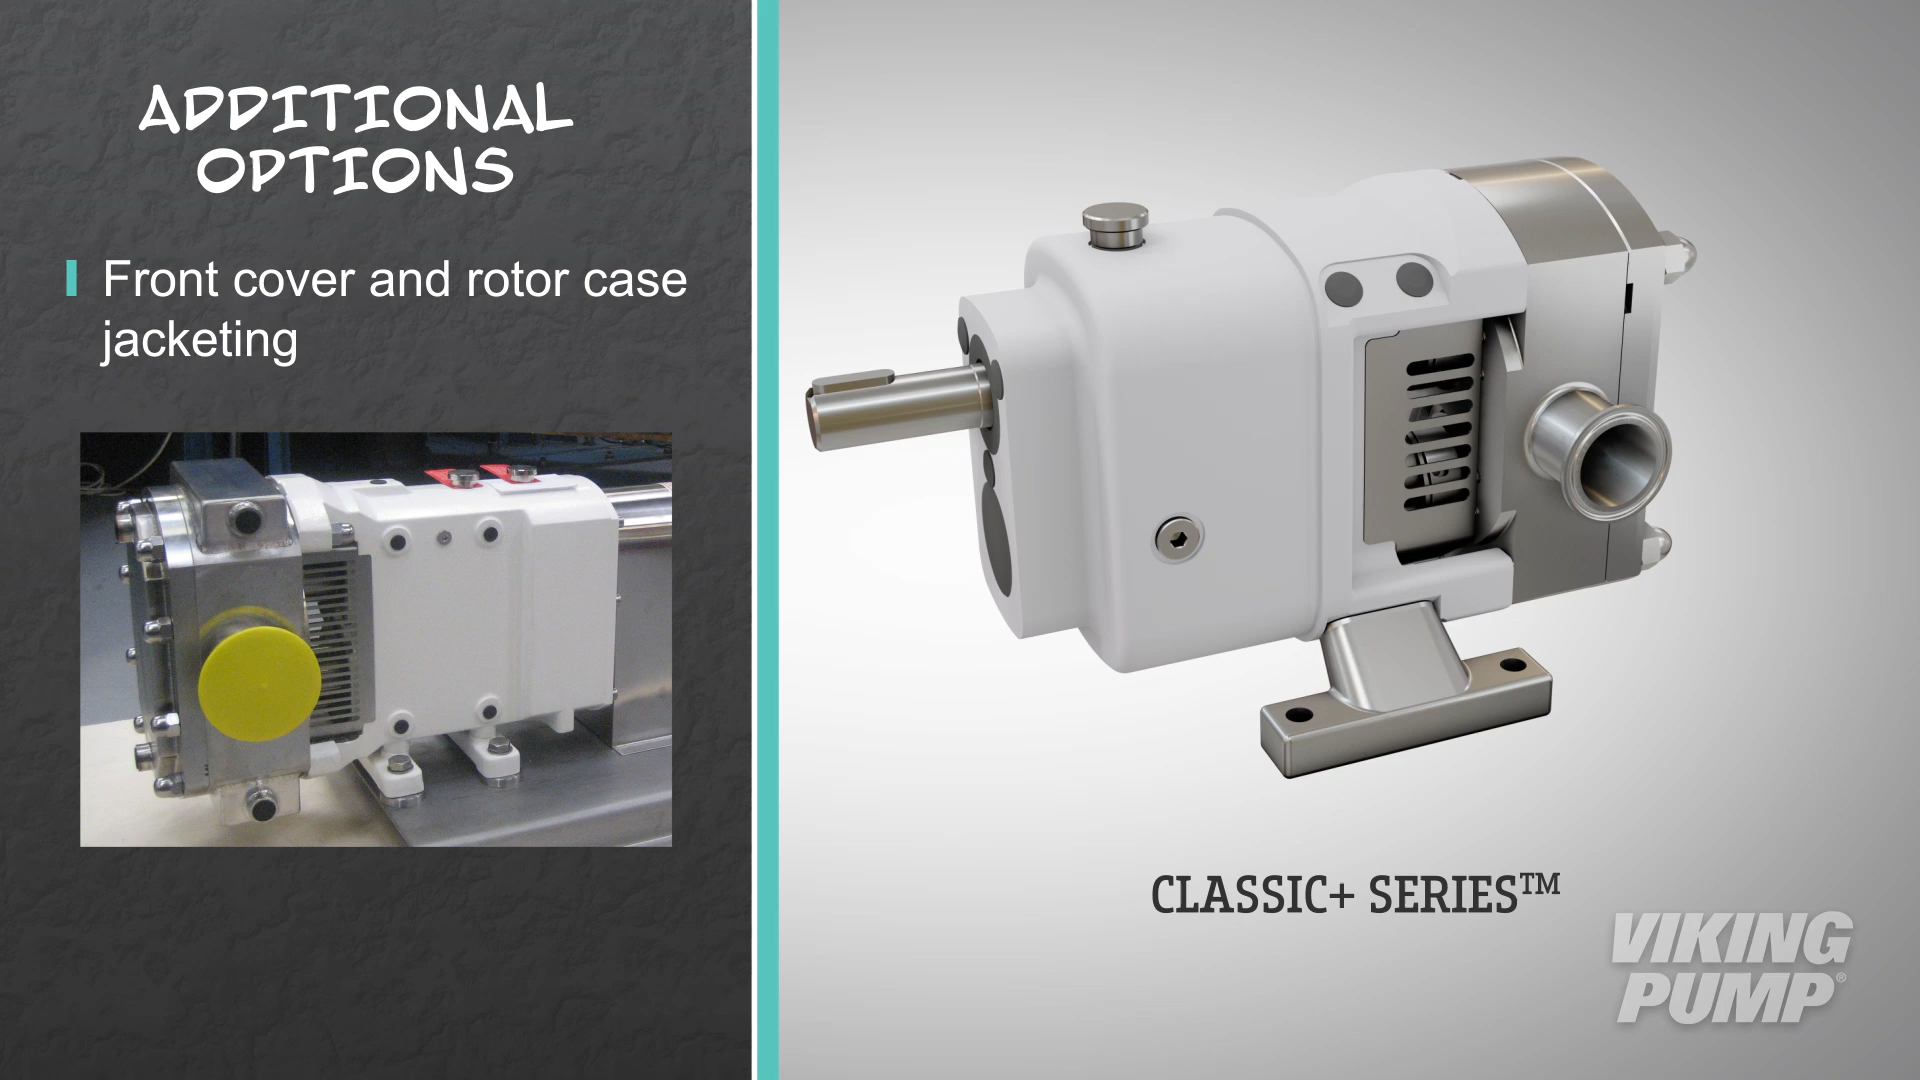 ADDITIONAL
OPTIONS
Front cover and rotor case
jacketing
CLASSIC+ SERIES™
VIKING
PUMP®